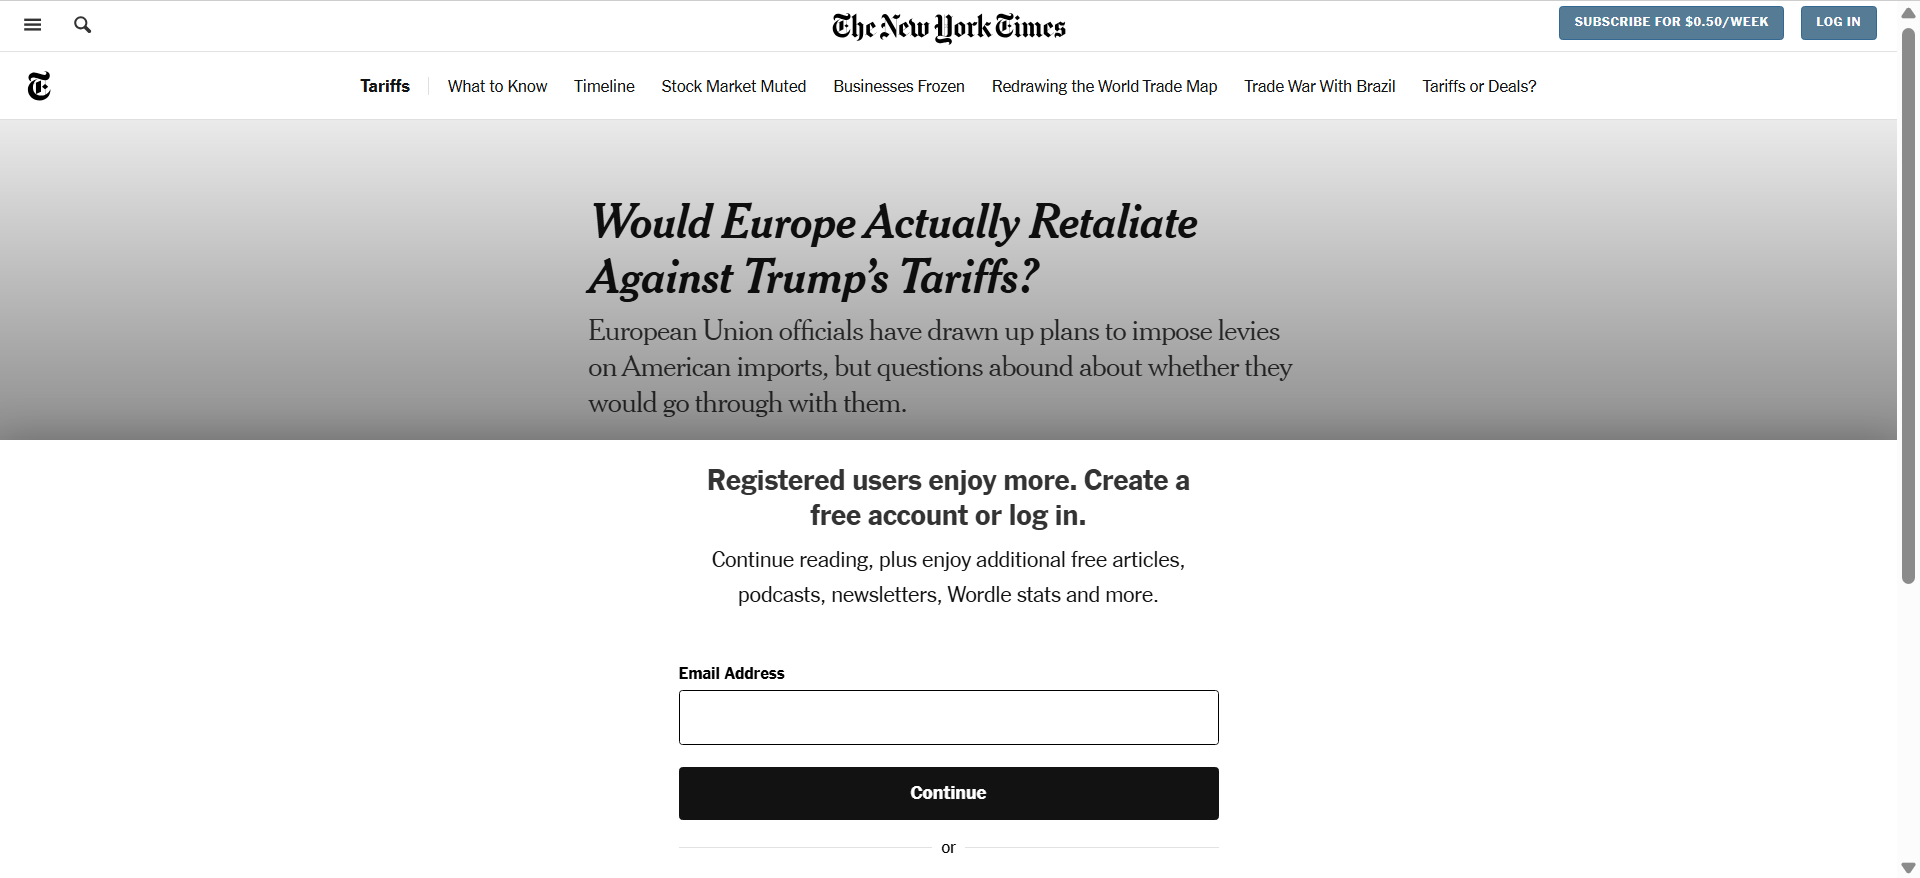 The New York Times
SUBSCRIBE FOR $0.50/WEEK
LOG IN
T
Tariffs
What to Know
Timeline
Stock Market Muted
Businesses Frozen
Redrawing the World Trade Map
Trade War With Brazil
Tariffs or Deals?
Would Europe Actually Retaliate
Against Trump’s Tariffs?
European Union officials have drawn up plans to impose levies
on American imports, but questions abound about whether they
would go through with them.
Registered users enjoy more. Create a
free account or log in.
Continue reading, plus enjoy additional free articles,
podcasts, newsletters, Wordle stats and more.
Email Address
Continue
or